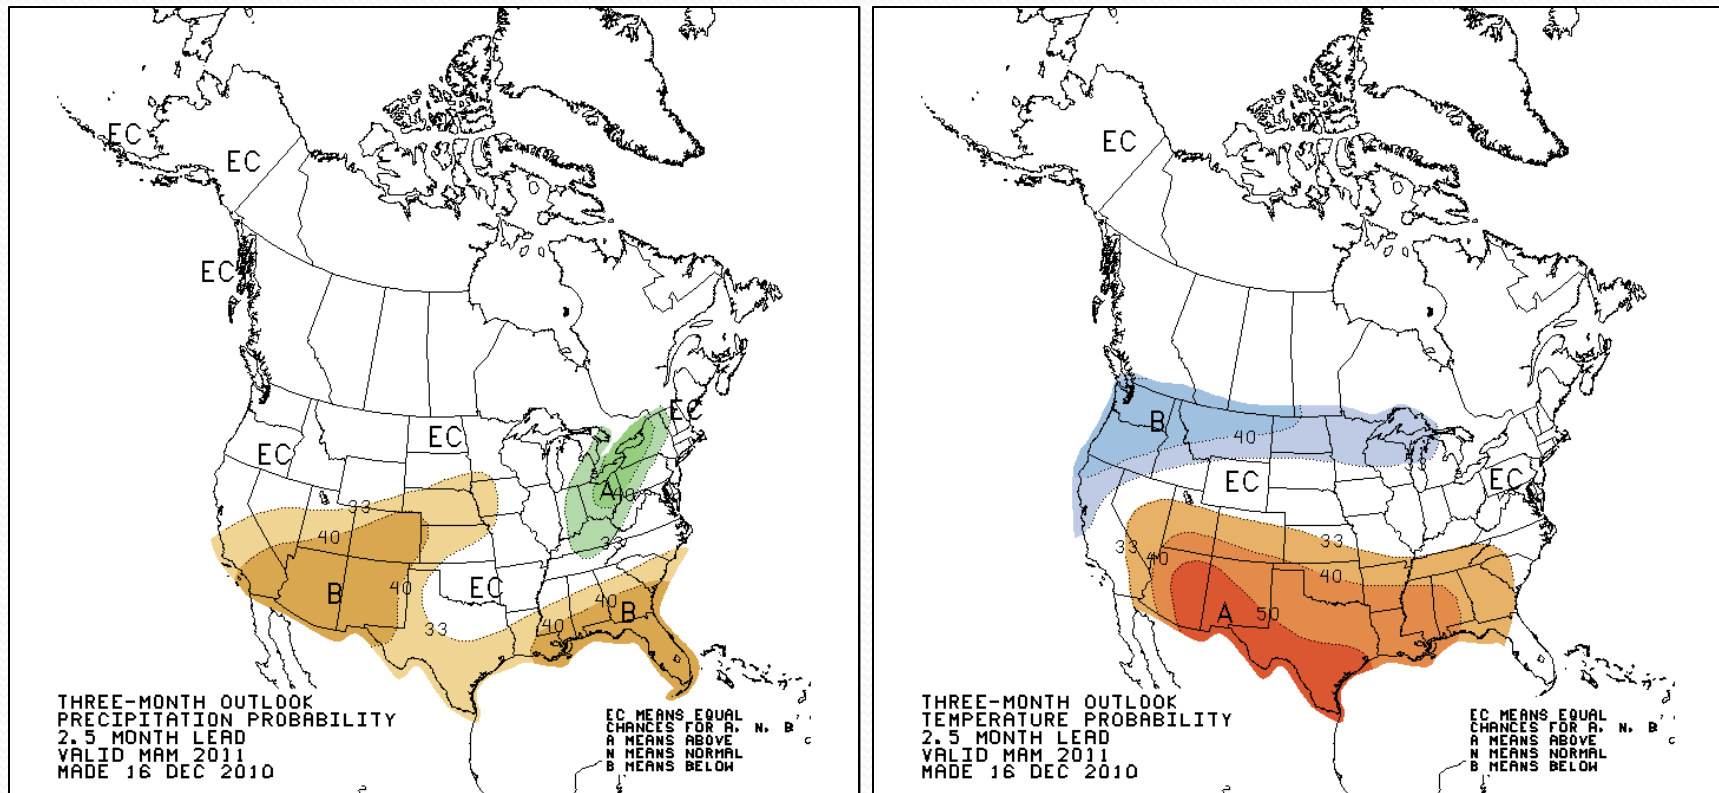 EC
EC
EC
EC
EC
EC
33
40
A
40
33
40
B
EC
33
40
40
B
THREE-MONTH OUTLOOK
PRECIPITATION PROBABILITY
2.5 MONTH LEAD
VALID MAM 2011
MADE 16 DEC 2010
EC MEANS EQUAL
CHANCES FOR A, N, B
A MEANS ABOVE
N MEANS NORMAL
B MEANS BELOW
EC
B
40
EC
EC
33
40
33
40
A
50
THREE-MONTH OUTLOOK
TEMPERATURE PROBABILITY
2.5 MONTH LEAD
VALID MAM 2011
MADE 16 DEC 2010
EC MEANS EQUAL
CHANCES FOR A, N, B
A MEANS ABOVE
N MEANS NORMAL
B MEANS BELOW